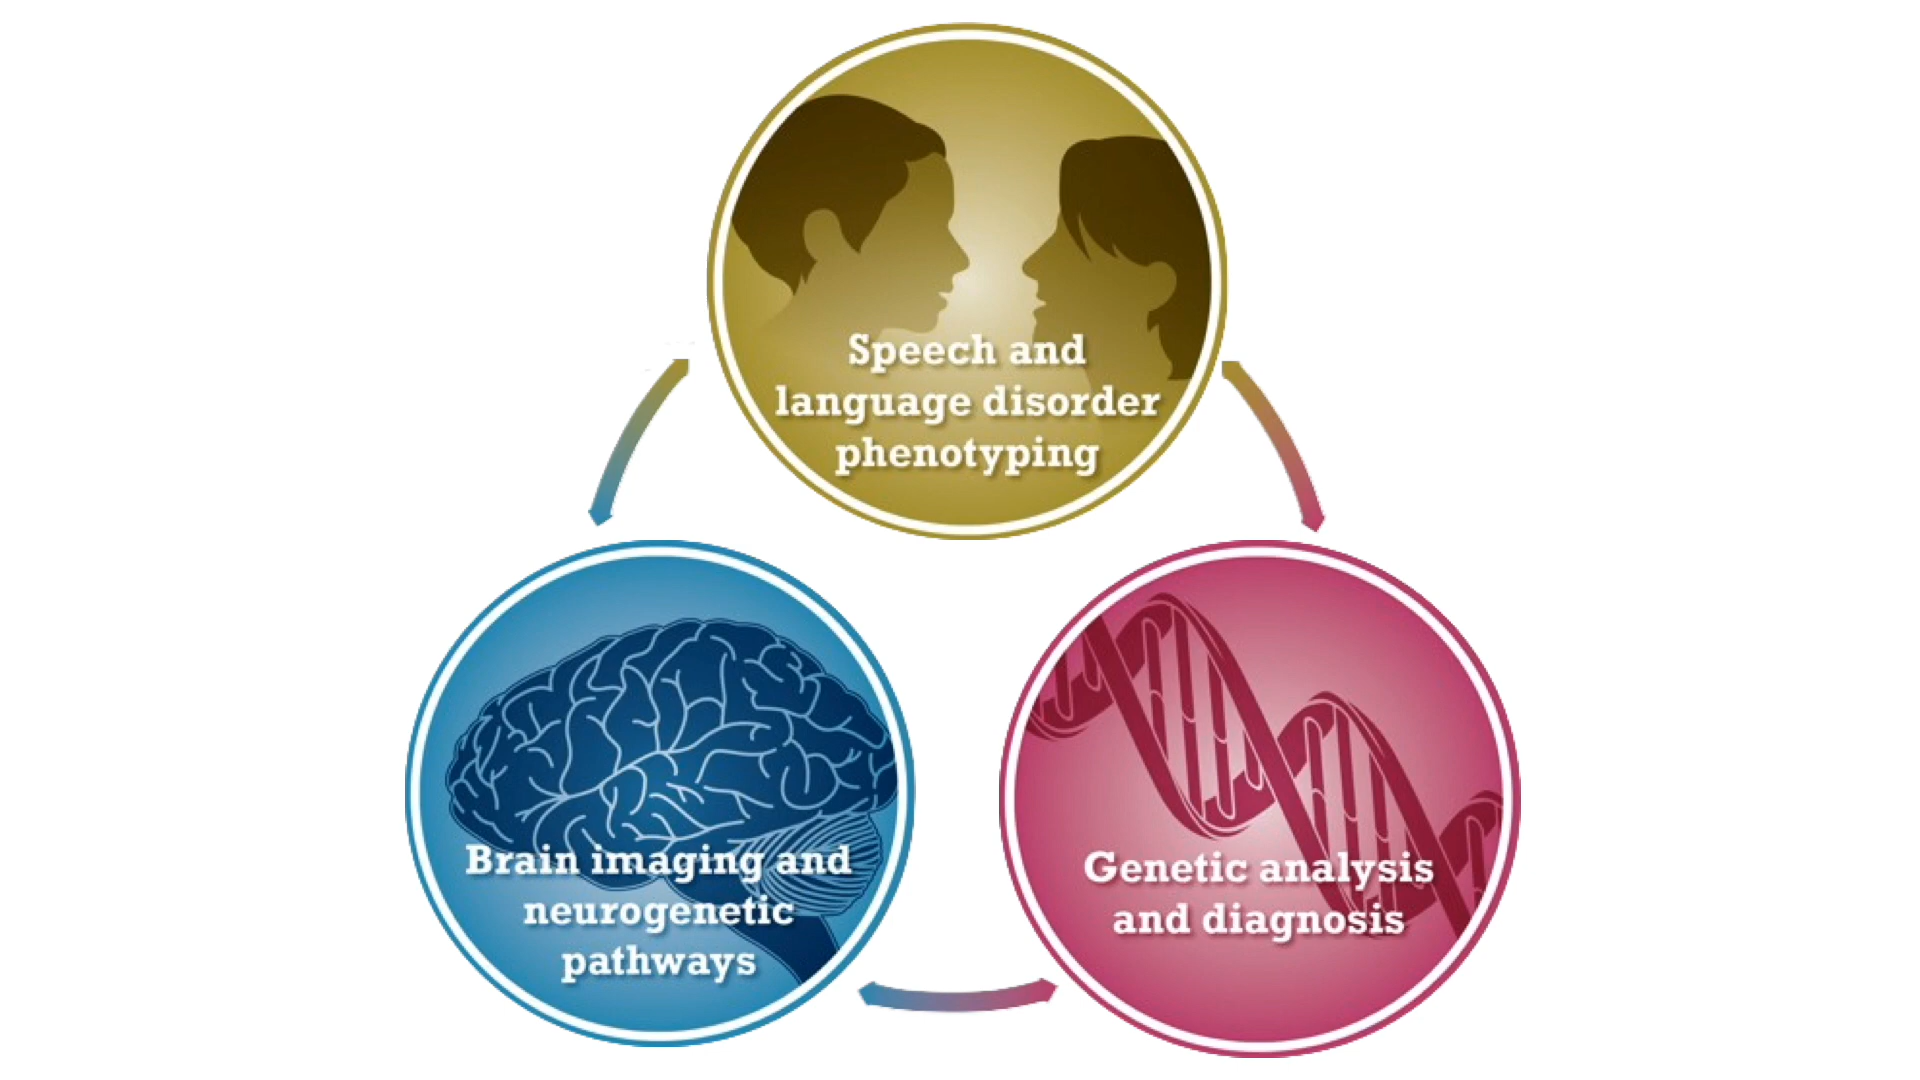 Speech and
language disorder
phenotyping
Brain imaging and
neurogenetic
pathways
Genetic analysis
and diagnosis